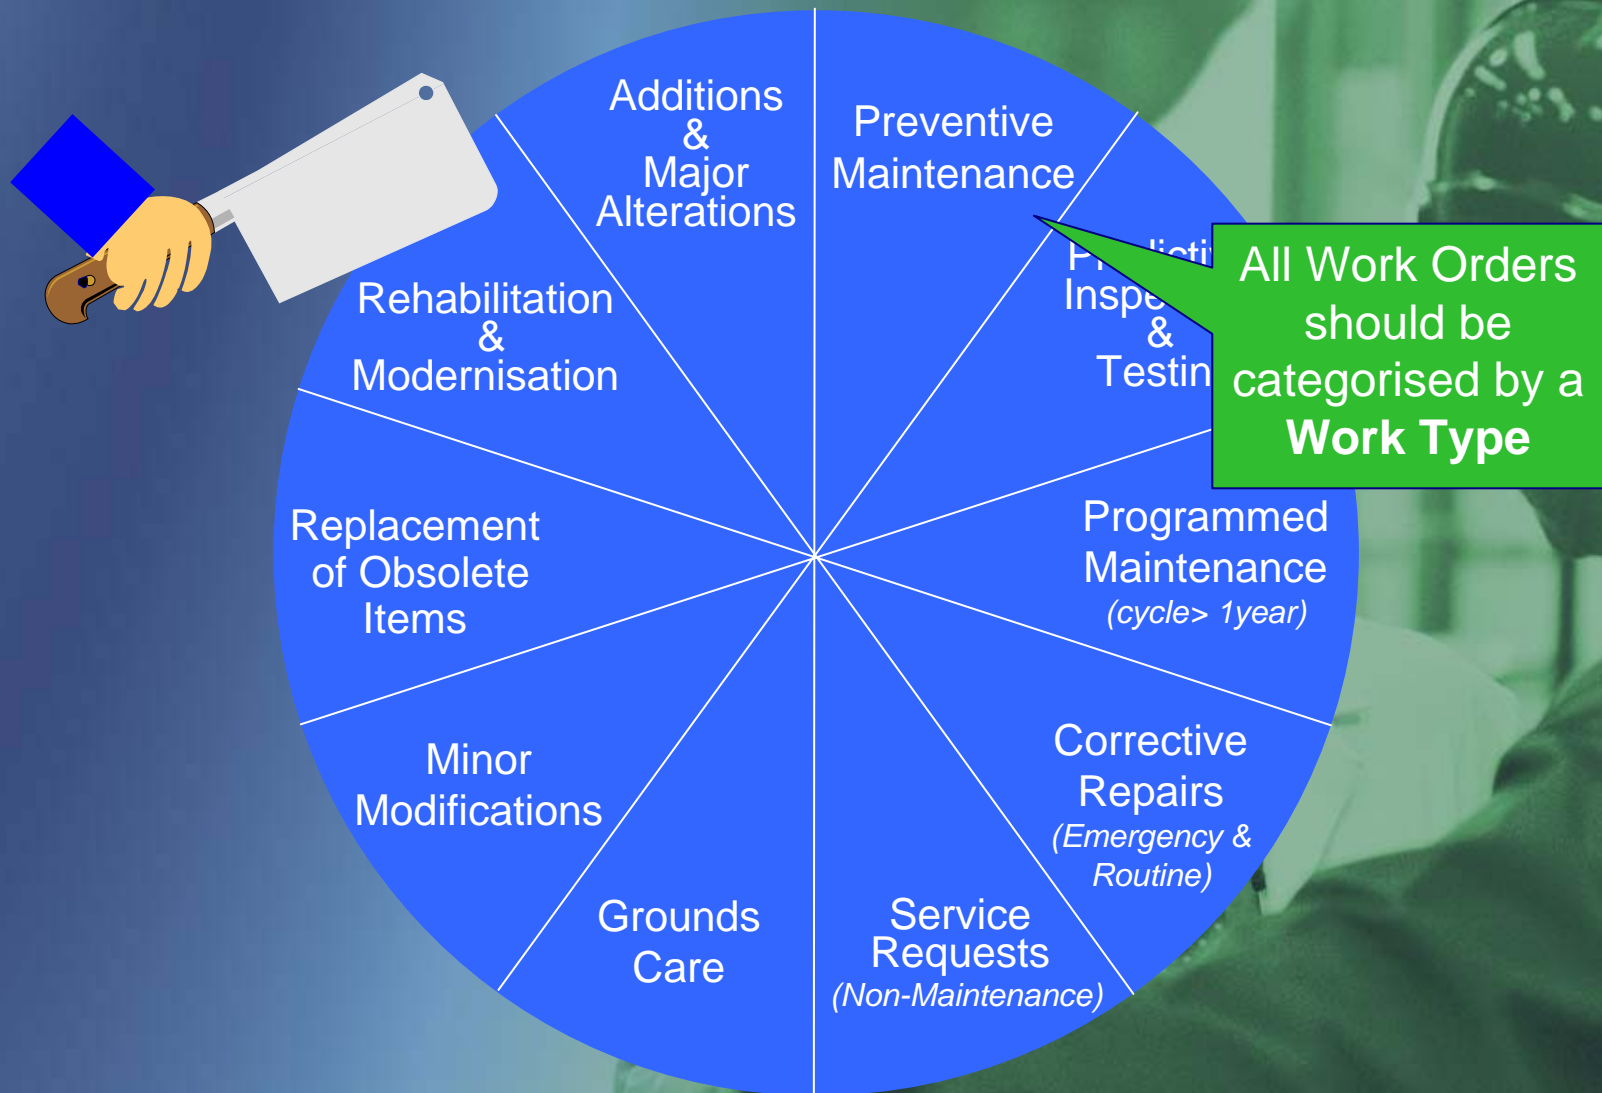 Additions
&
Major
Alterations
Preventive
Maintenance
&
All Work Orders
should be
categorised by a
Work Type
Programmed
Maintenance
(cycle> 1year)
Corrective
Repairs
(Emergency &
Routine)
Service
Requests
(Non-Maintenance)
Grounds
Care
Minor
Modifications
Replacement
of Obsolete
Items
Rehabilitation
&
Modernisation